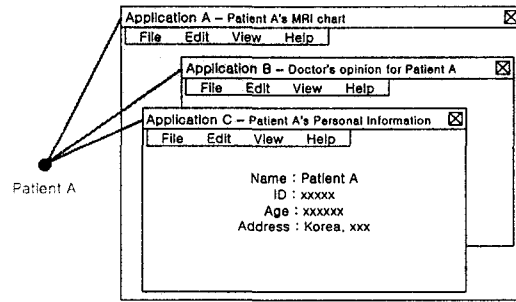 Application A – Patient A's MRI chart
File Edit View Help
Application B – Doctor's opinion for Patient A
File Edit View Help
Application C – Patient A's Personal Information
File Edit View Help
Patient A
Name : Patient A
ID : xxxxx
Age : xxxxxx
Address : Korea, xxx